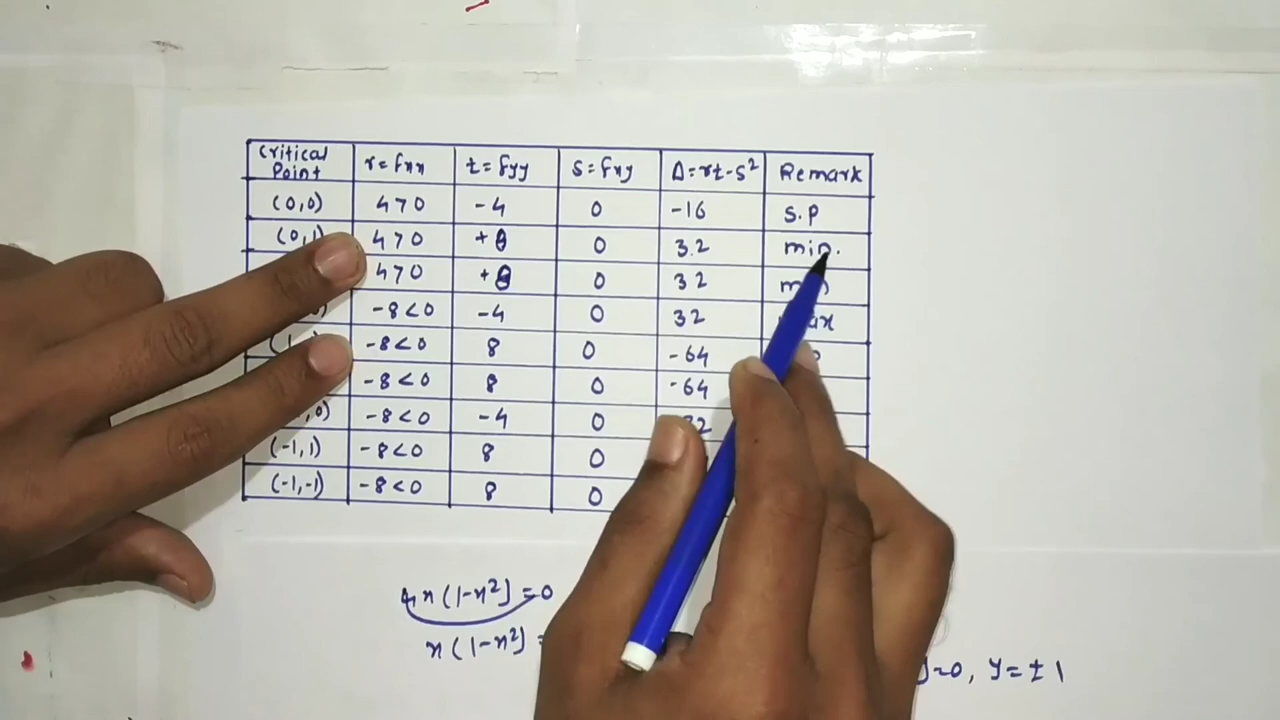 Critical Point r=fxx t=fyy s=fxy Δ=rt-s² Remark
(0,0) 4>0 -4 0 -16 S.P
(0,1) 4>0 +8 0 32 min.
4>0 +8 0 32
-8<0 -4 0 32
-8<0 8 0 -64
-8<0 8 0 -64
-8<0 -4 0
(-1,1) -8<0 8 0
(-1,-1) -8<0 8 0
4x(1-x²)=0
x(1-x²)=
y=0, y=±1